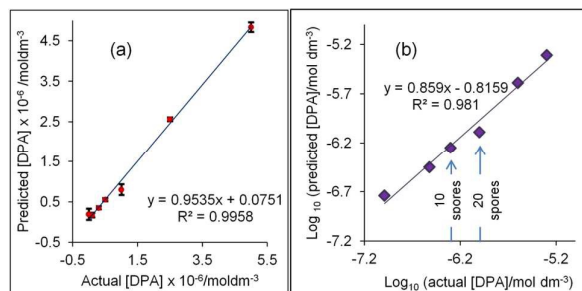 (a)
Predicted [DPA] x 10-6 /moldm-3
4.5
3.5
2.5
1.5
0.5
-0.5
y = 0.9535x + 0.0751
R² = 0.9958
-0.5 0.5 1.5 2.5 3.5 4.5 5.5
Actual [DPA] x 10-6/moldm-3
(b)
Log10 (predicted [DPA]/mol dm-3)
-5.2
-5.7
-6.2
-6.7
-7.2
y = 0.859x - 0.8159
R² = 0.981
10 spores
20 spores
-7.2 -6.2 -5.2
Log10 (actual [DPA]/mol dm-3)